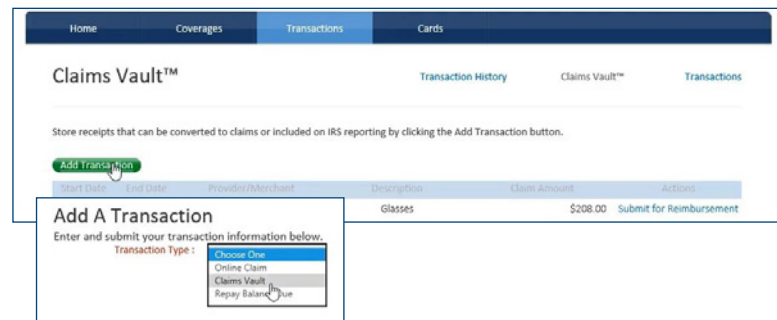 Home Coverages Transactions Cards
Claims Vault™
Transaction History Claims Vault™ Transactions
Store receipts that can be converted to claims or included on IRS reporting by clicking the Add Transaction button.
Add Transaction
Start Date End Date Provider/Merchant Description Claim Amount Actions
Glasses $208.00 Submit for Reimbursement
Add A Transaction
Enter and submit your transaction information below.
Transaction Type :
Choose One
Online Claim
Claims Vault
Repay Balance Due